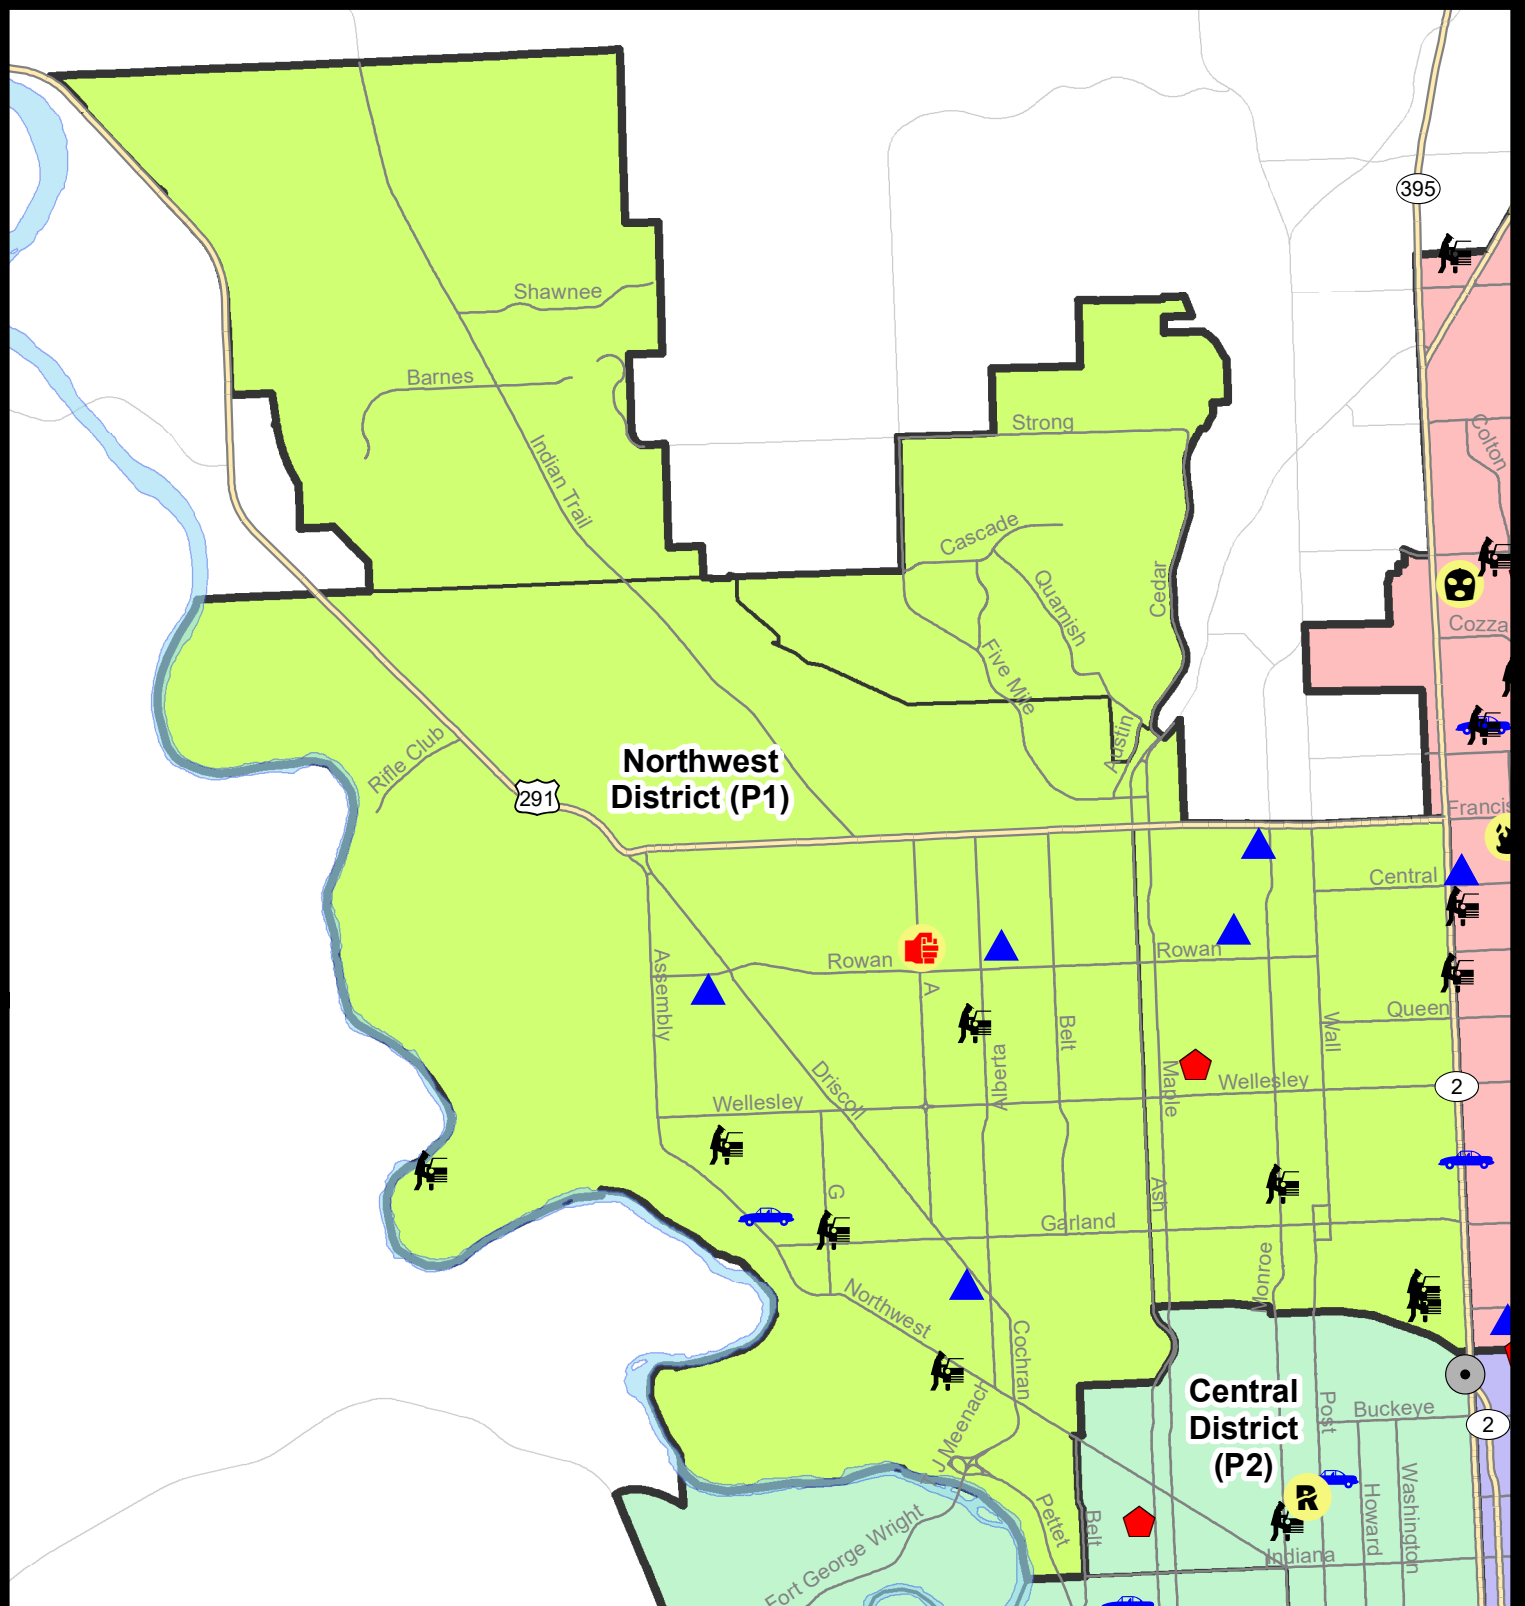 395
Shawnee
Barnes
Strong
Colton
Indian Trail
Cascade
Quamish
Cedar
Cozza
Five Mile
Austin
Rifle Club
Northwest
District (P1)
291
Francis
Central
Rowan
Rowan
Assembly
A
Belt
Queen
Wall
Alberta
Driscoll
Maple
Wellesley
Wellesley
2
G
Ash
Garland
Monroe
Northwest
Cochran
J Meenach
Central
District
(P2)
Post
Buckeye
2
Howard
Washington
R
Pettet
Belt
Fort George Wright
Indiana